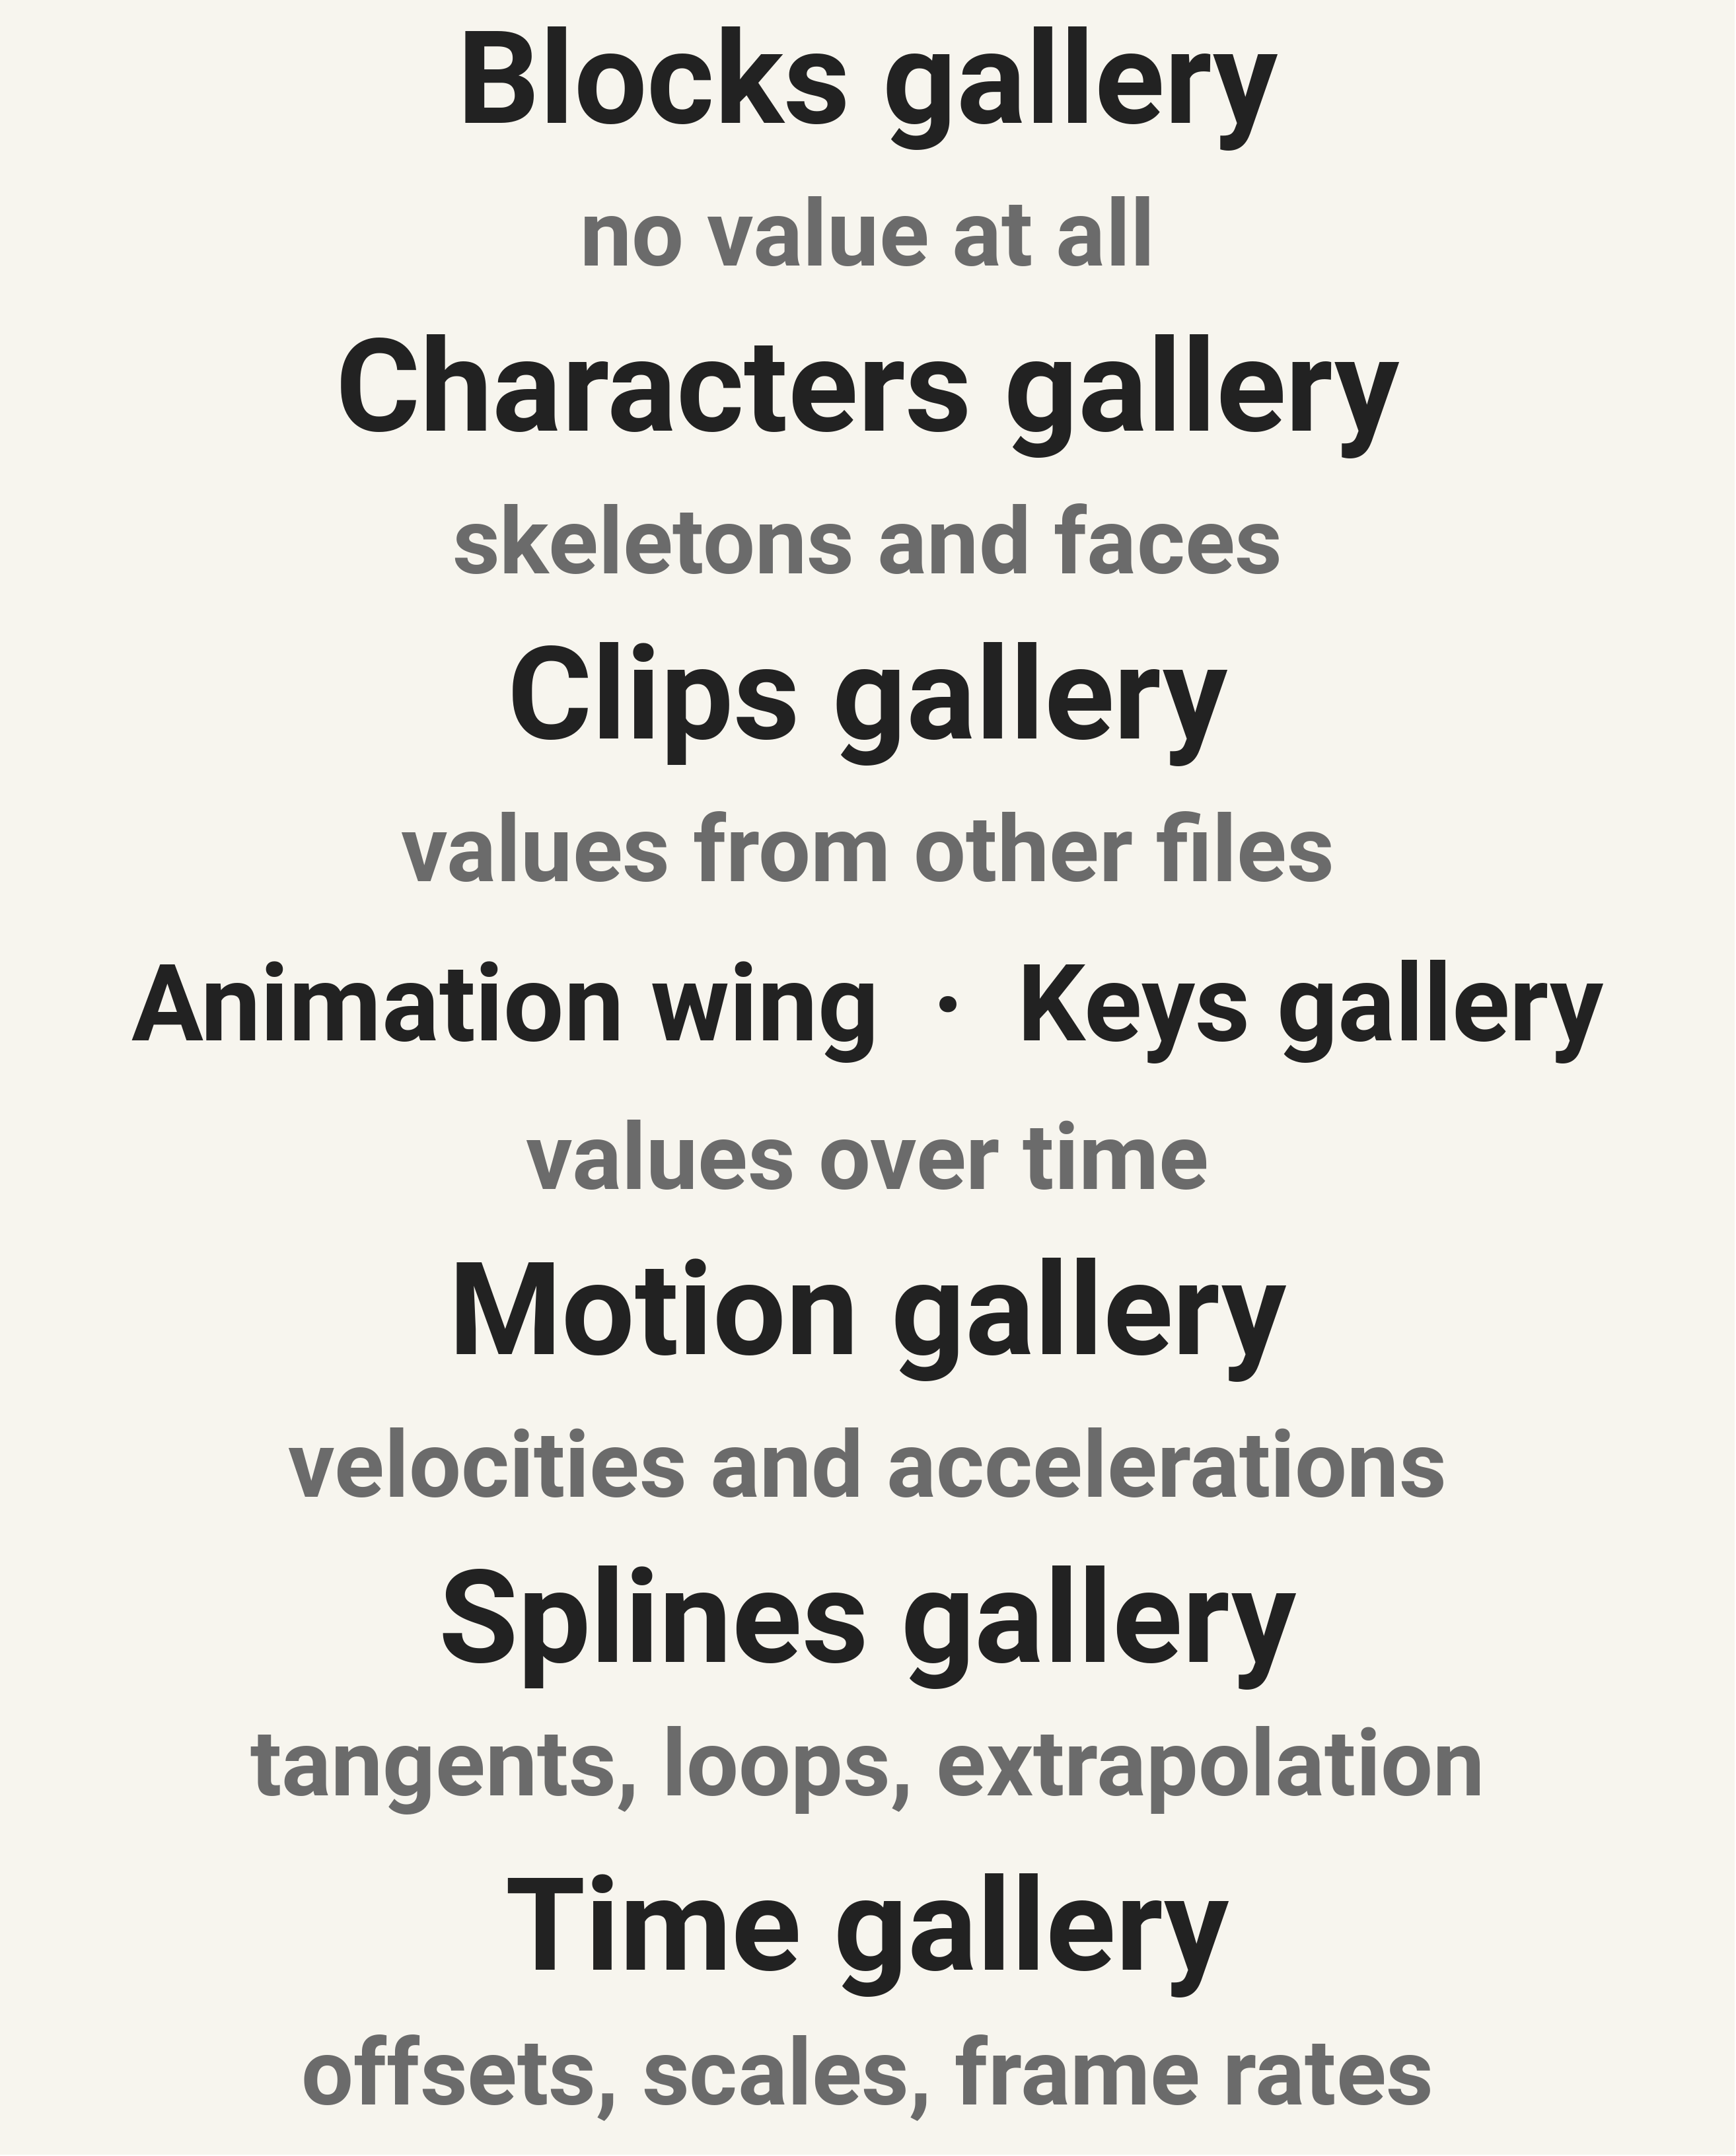 Blocks gallery
no value at all
Characters gallery
skeletons and faces
Clips gallery
values from other files
Animation wing · Keys gallery
values over time
Motion gallery
velocities and accelerations
Splines gallery
tangents, loops, extrapolation
Time gallery
offsets, scales, frame rates